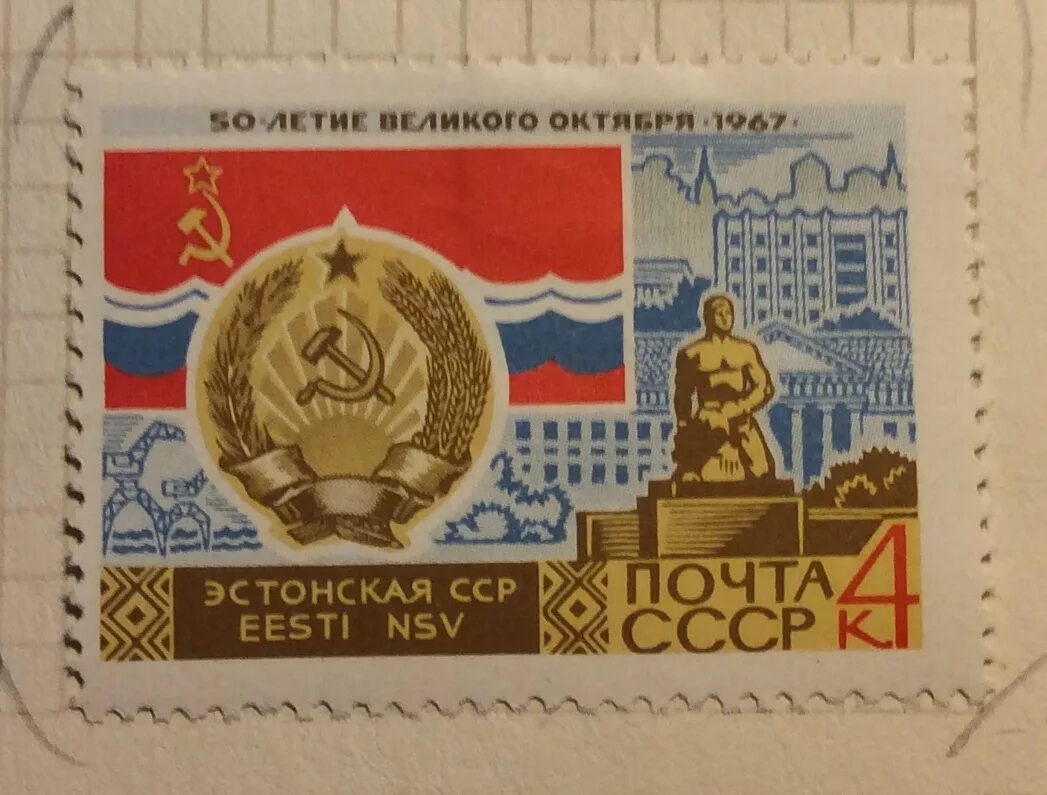 50-ЛЕТИЕ ВЕЛИКОГО ОКТЯБРЯ · 1967 ·
ЭСТОНСКАЯ ССР
EESTI NSV
ПОЧТА
СССР
4
К.